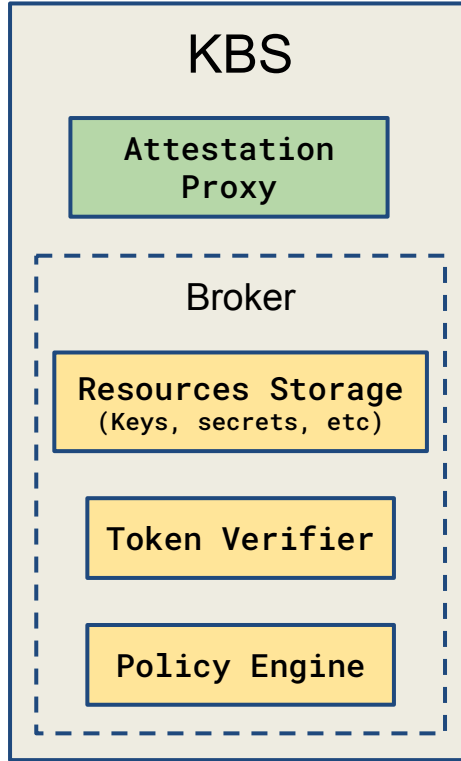 KBS
Attestation
Proxy
Broker
Resources Storage
(Keys, secrets, etc)
Token Verifier
Policy Engine